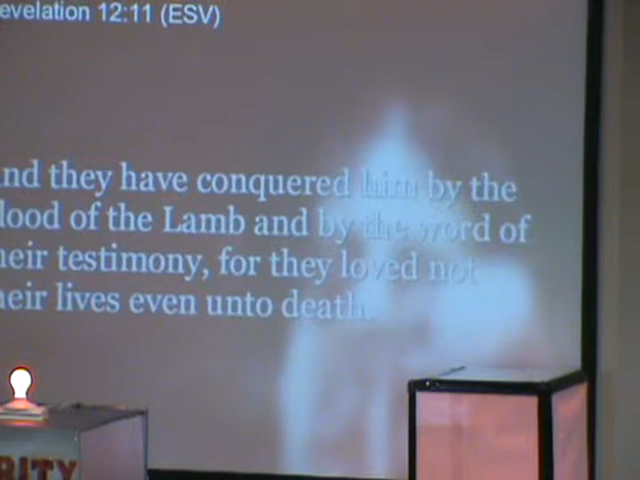 evelation 12:11 (ESV)
nd they have conquered him by the
lood of the Lamb and by the word of
heir testimony, for they loved not
heir lives even unto death.
RITY